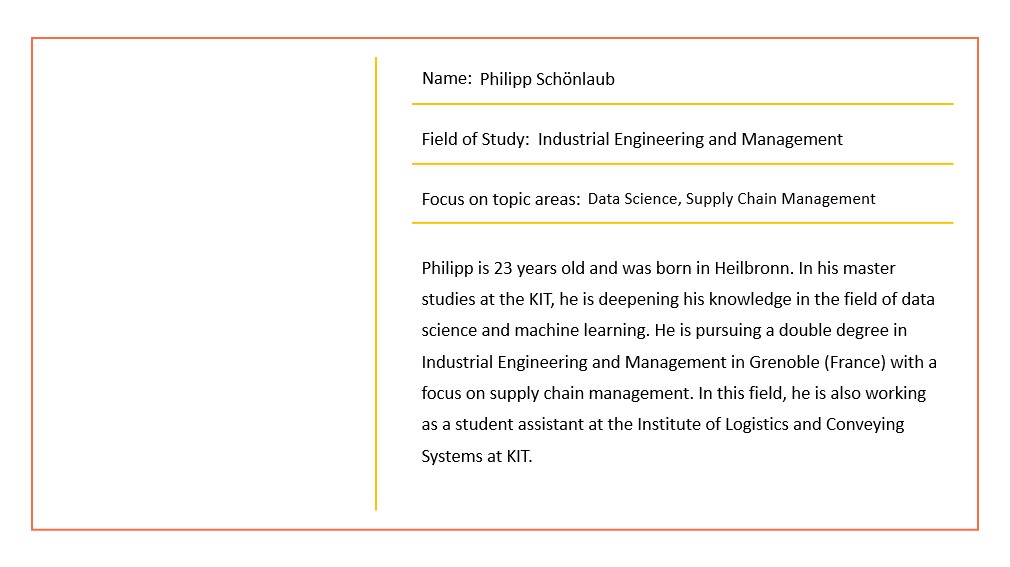 Name: Philipp Schönlaub
Field of Study: Industrial Engineering and Management
Focus on topic areas: Data Science, Supply Chain Management
Philipp is 23 years old and was born in Heilbronn. In his master
studies at the KIT, he is deepening his knowledge in the field of data
science and machine learning. He is pursuing a double degree in
Industrial Engineering and Management in Grenoble (France) with a
focus on supply chain management. In this field, he is also working
as a student assistant at the Institute of Logistics and Conveying
Systems at KIT.